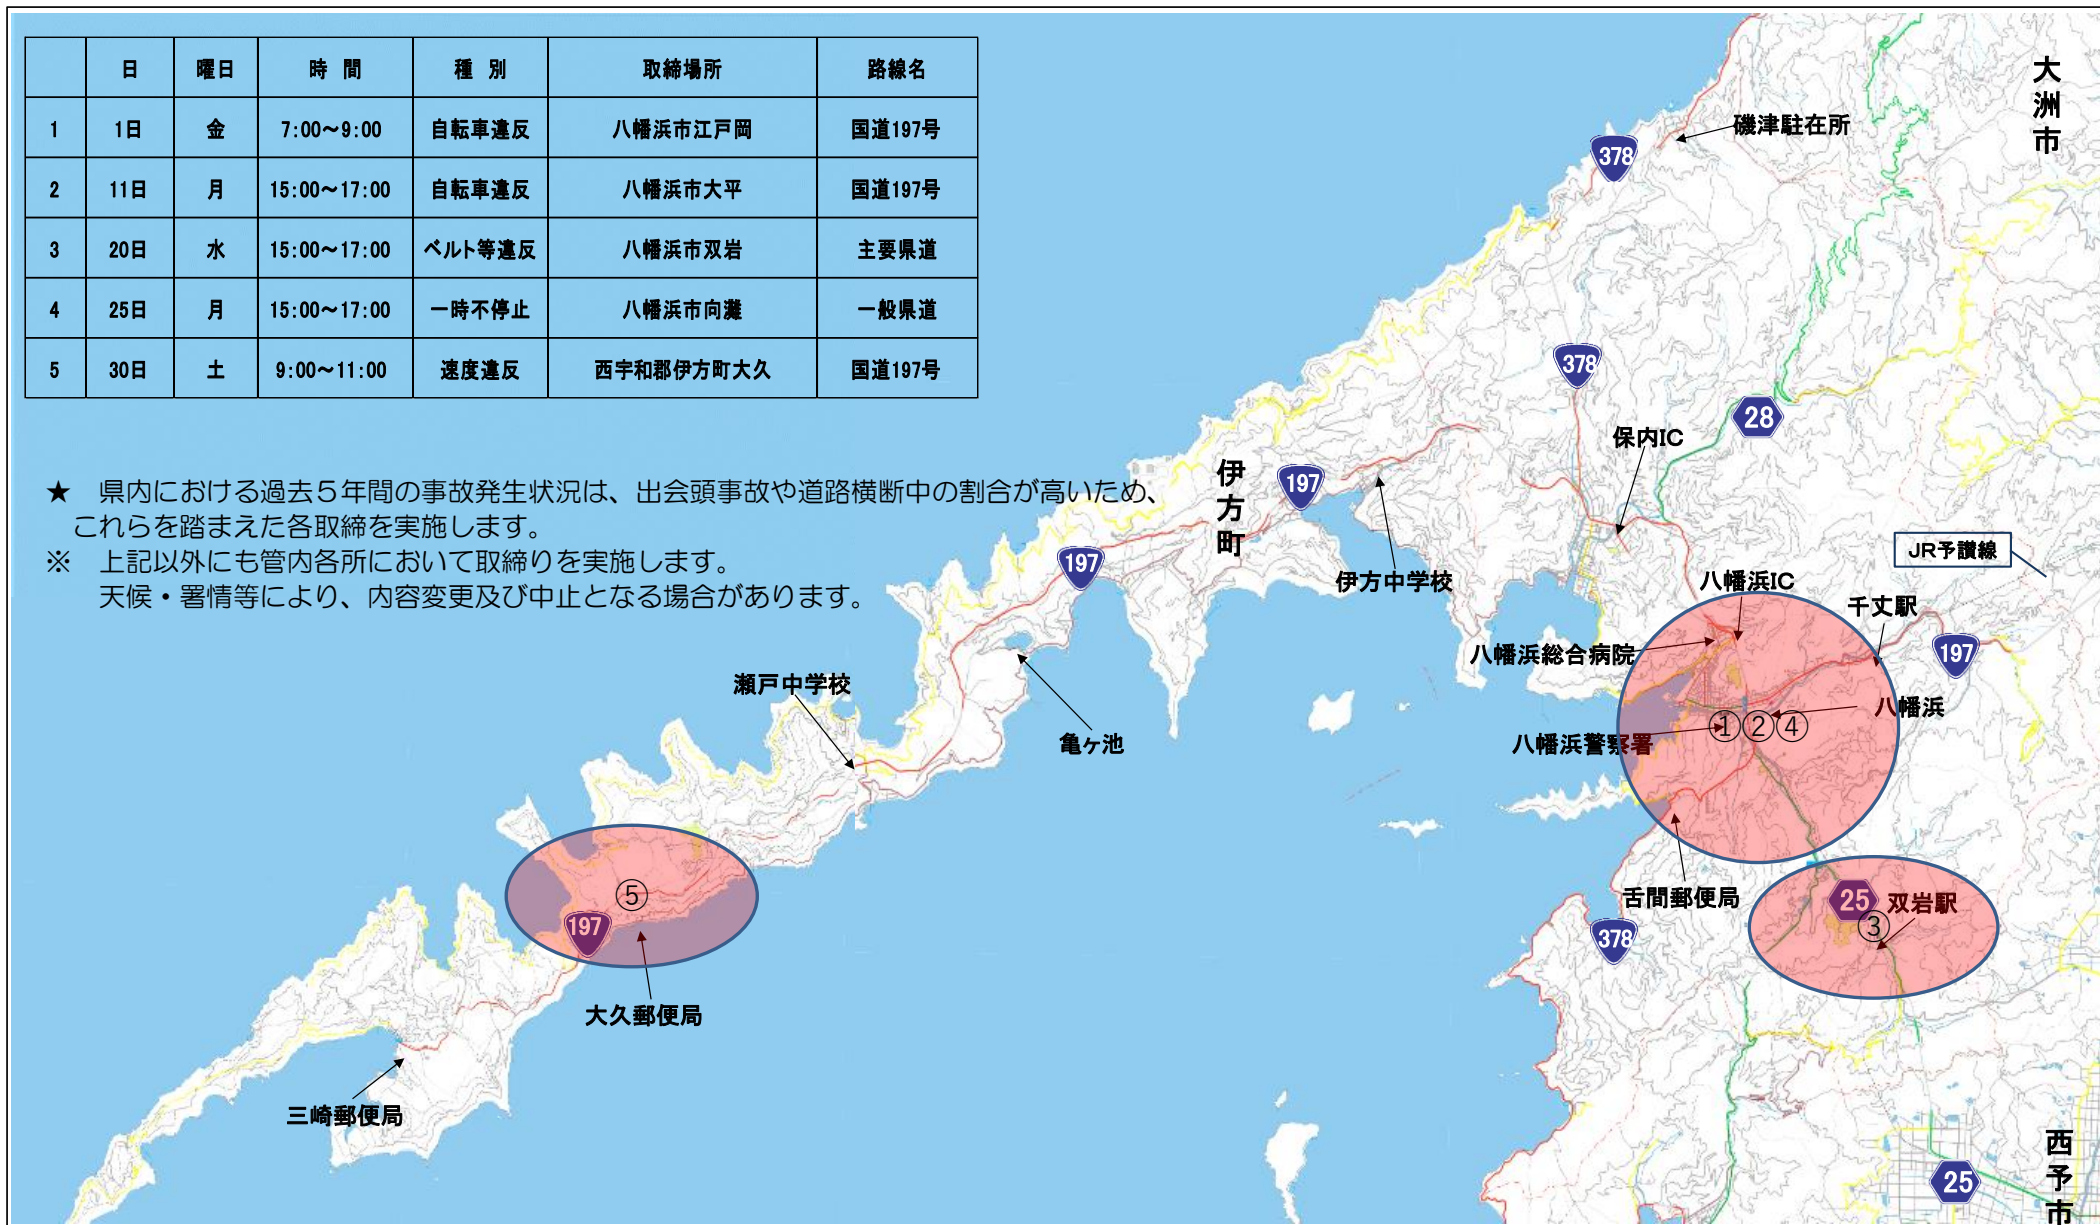 日 曜日 時 間 種 別 取締場所 路線名
1 1日 金 7:00~9:00 自転車違反 八幡浜市江戸岡 国道197号
2 11日 月 15:00~17:00 自転車違反 八幡浜市大平 国道197号
3 20日 水 15:00~17:00 ベルト等違反 八幡浜市双岩 主要県道
4 25日 月 15:00~17:00 一時不停止 八幡浜市向灘 一般県道
5 30日 土 9:00~11:00 速度違反 西宇和郡伊方町大久 国道197号
★ 県内における過去5年間の事故発生状況は、出会頭事故や道路横断中の割合が高いため、
これらを踏まえた各取締を実施します。
※ 上記以外にも管内各所において取締りを実施します。
天候・署情等により、内容変更及び中止となる場合があります。
大洲市
磯津駐在所
378
378
28
保内IC
伊方町
197
197
伊方中学校
JR予讃線
八幡浜IC
千丈駅
八幡浜総合病院
197
瀬戸中学校
亀ヶ池
八幡浜
①②④
八幡浜警察署
⑤
197
舌間郵便局
25
双岩駅
③
378
大久郵便局
三崎郵便局
西予市
25